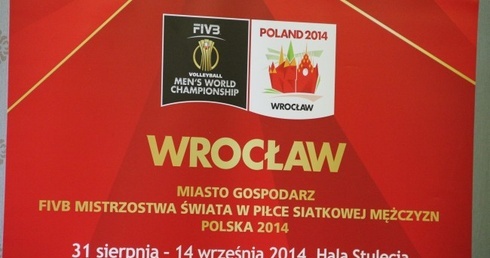 FIVB
VOLLEYBALL
MEN'S WORLD
CHAMPIONSHIP
POLAND 2014
WROCŁAW
WROCŁAW
MIASTO GOSPODARZ
FIVB MISTRZOSTWA ŚWIATA W PIŁCE SIATKOWEJ MĘŻCZYZN
POLSKA 2014
31 sierpnia - 14 września 2014, Hala Stulecia